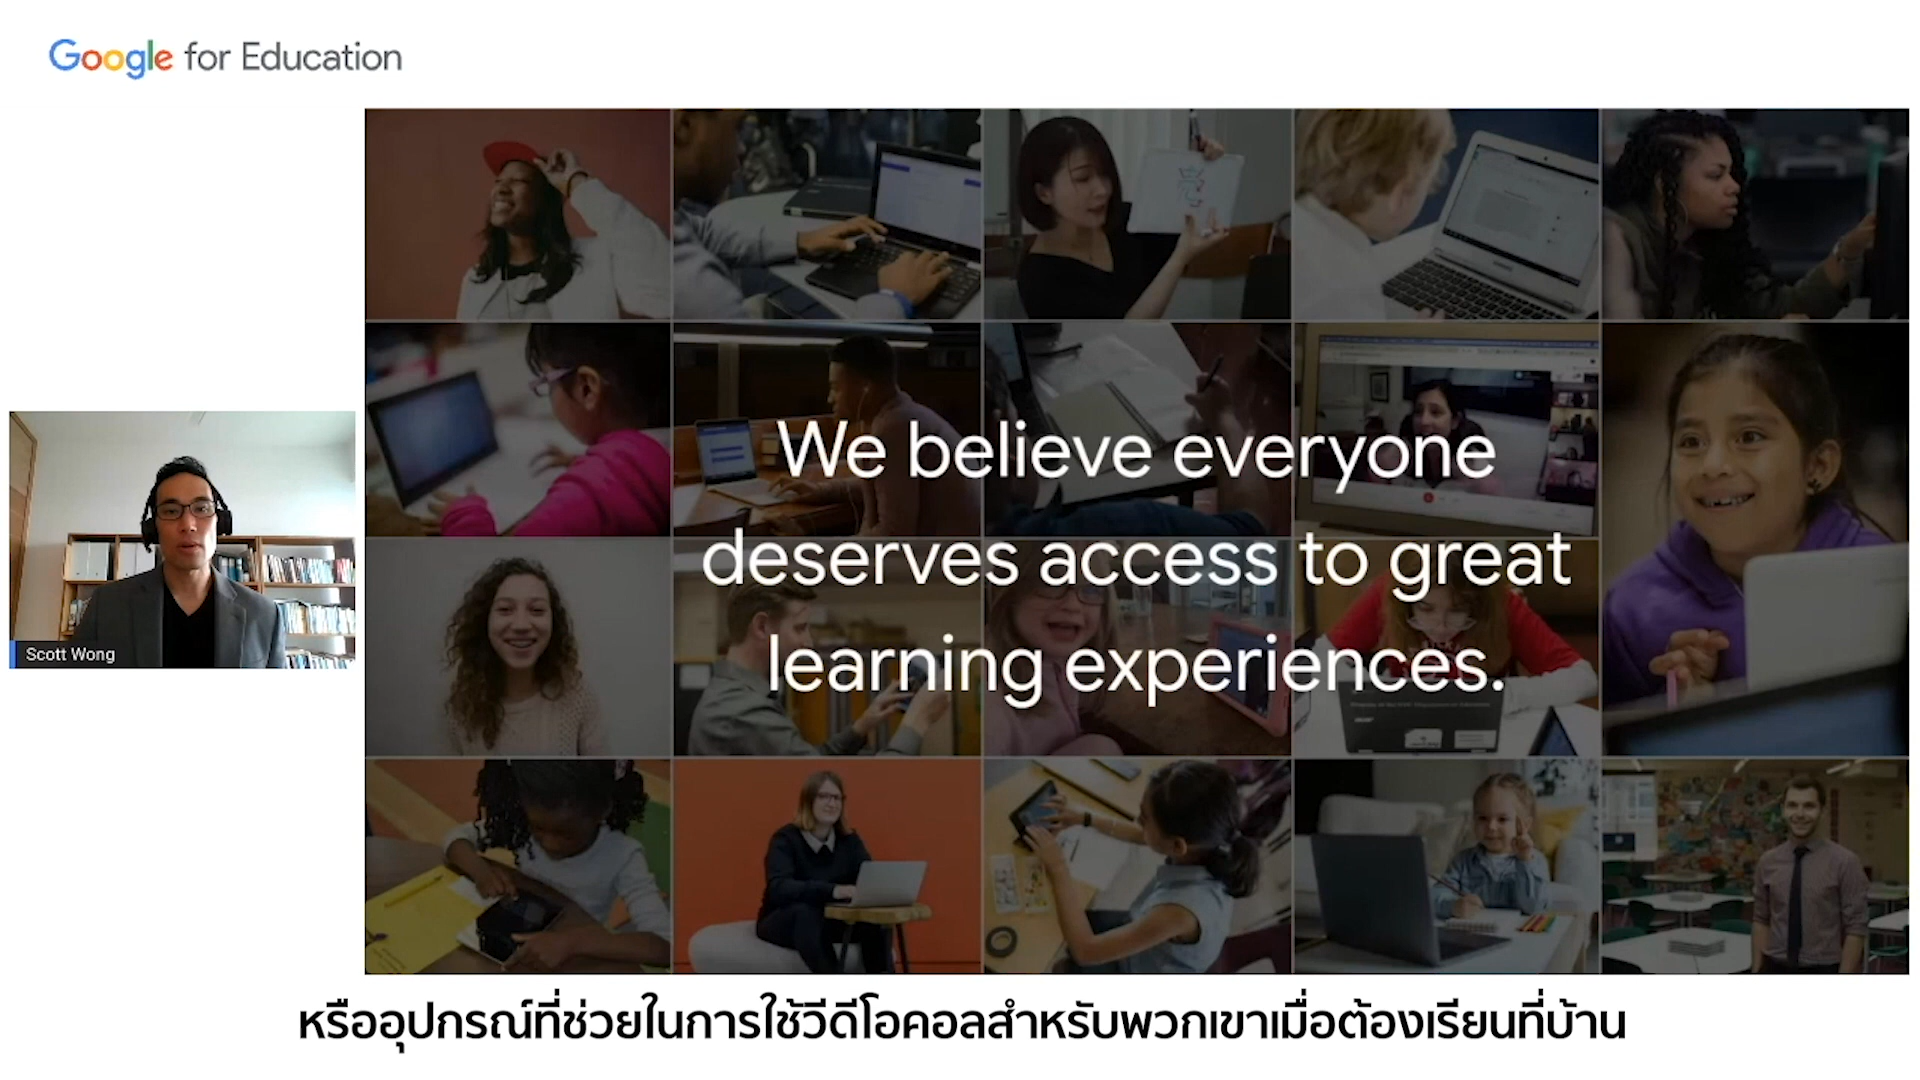 Google for Education
We believe everyone
deserves access to great
learning experiences.
Scott Wong
หรืออุปกรณ์ที่ช่วยในการใช้วีดีโอคอลสำหรับพวกเขาเมื่อต้องเรียนที่บ้าน